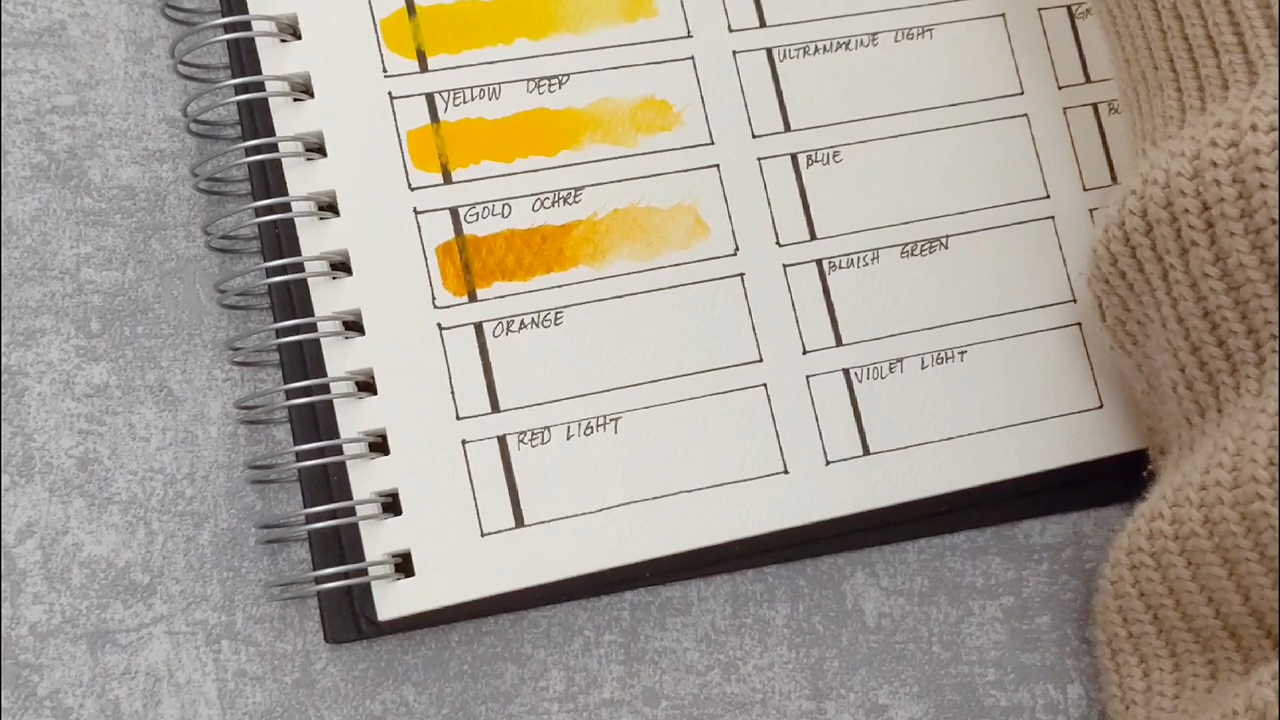 YELLOW DEEP
GOLD OCHRE
ORANGE
RED LIGHT
ULTRAMARINE LIGHT
BLUE
BLUISH GREEN
VIOLET LIGHT